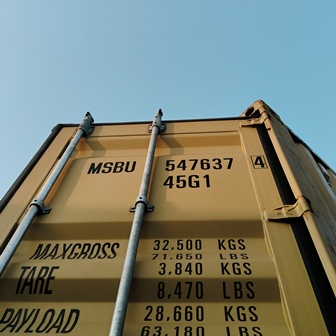 MSBU 547637 4
45G1
MAXGROSS 32.500 KGS
71.650 LBS
TARE 3.840 KGS
8.470 LBS
PAYLOAD 28.660 KGS
63.180 LBS